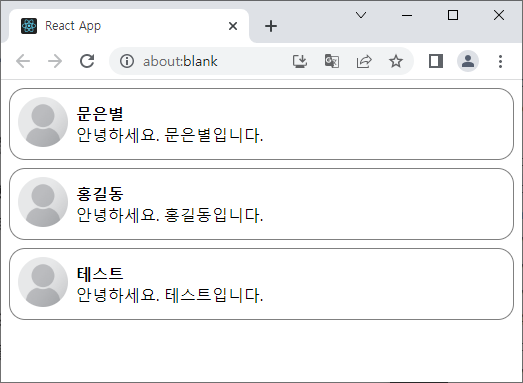 React App
about:blank
문은별
안녕하세요. 문은별입니다.
홍길동
안녕하세요. 홍길동입니다.
테스트
안녕하세요. 테스트입니다.